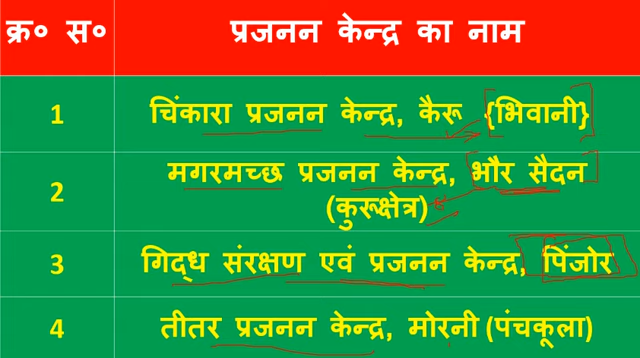 क्र० स० प्रजनन केन्द्र का नाम
1 चिंकारा प्रजनन केन्द्र, कैरू {भिवानी}
2 मगरमच्छ प्रजनन केन्द्र, भौर सैदन
(कुरूक्षेत्र)
3 गिद्ध संरक्षण एवं प्रजनन केन्द्र, पिंजोर
4 तीतर प्रजनन केन्द्र, मोरनी (पंचकूला)